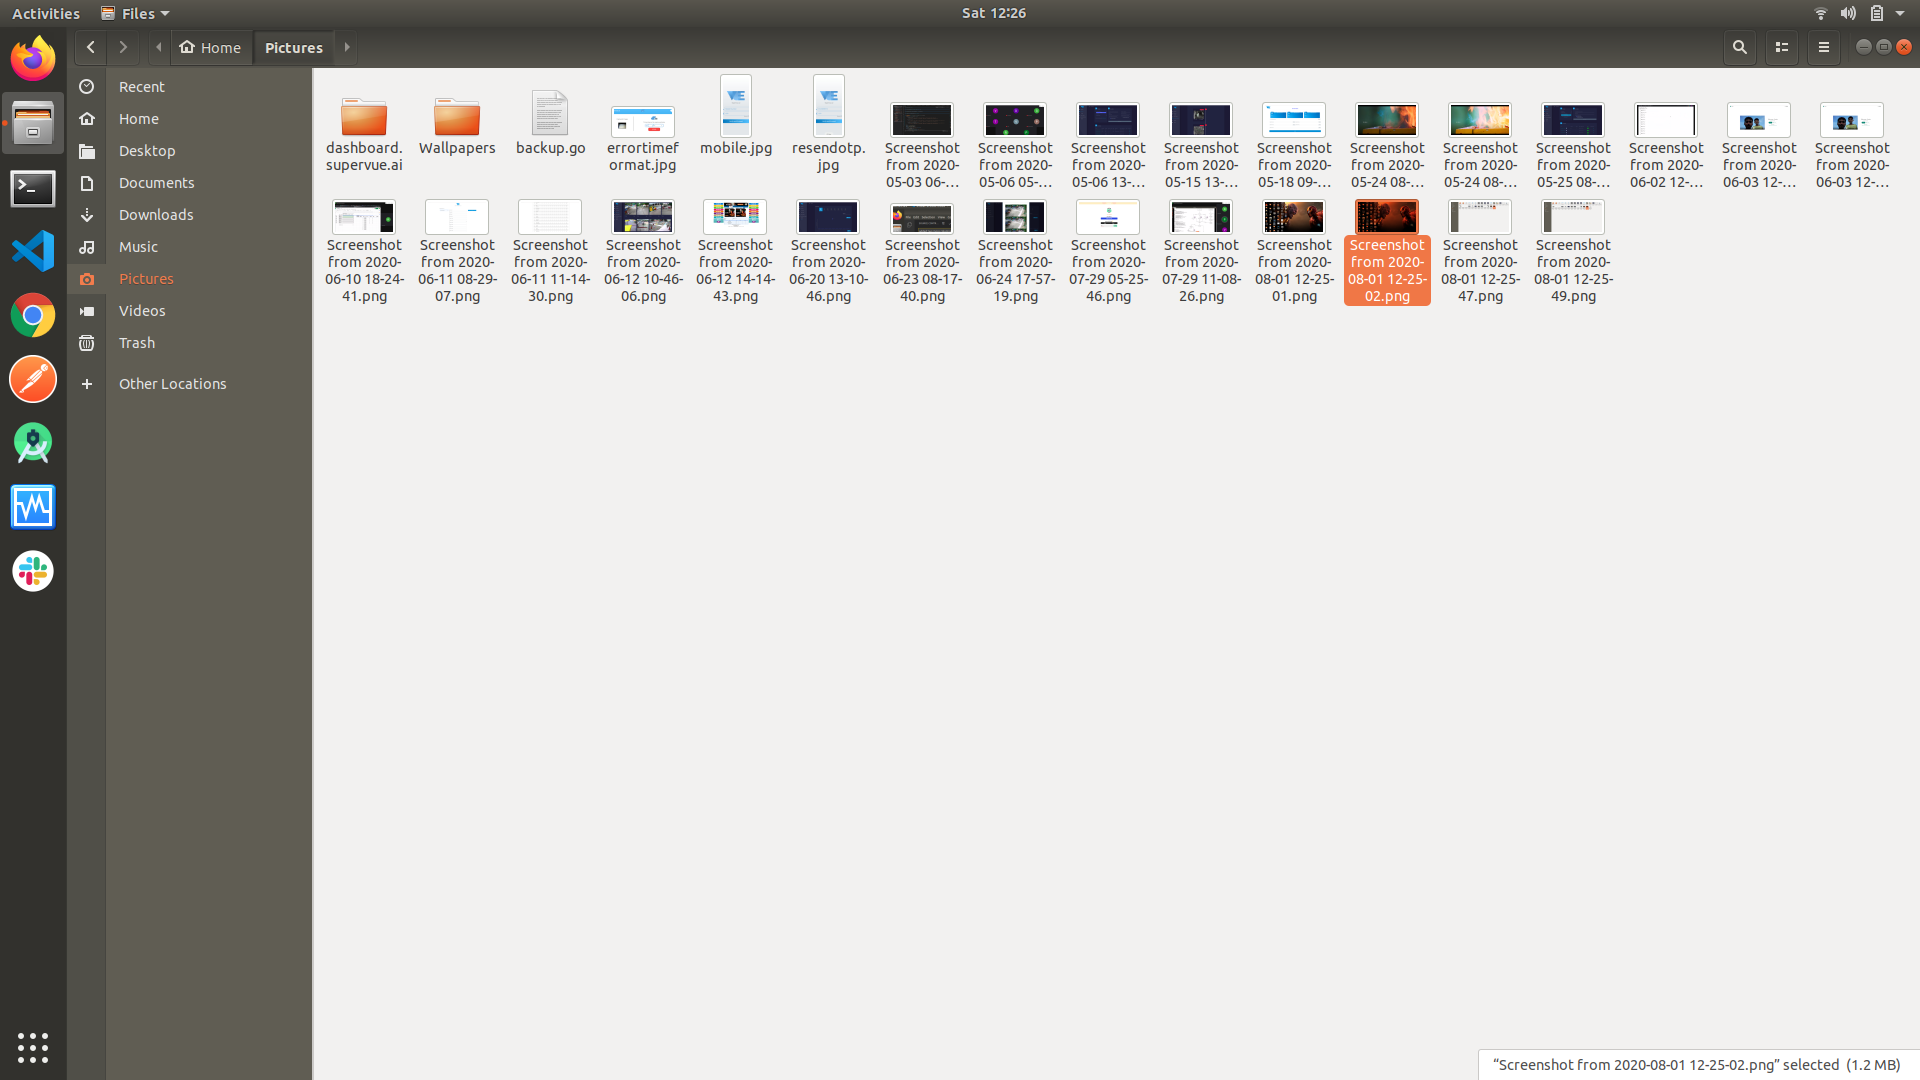 Activities Files Sat 12:26
Home Pictures
Recent
Home
Desktop
Documents
Downloads
Music
Pictures
Videos
Trash
Other Locations
dashboard.
supervue.ai
Wallpapers
backup.go
errortimef
ormat.jpg
mobile.jpg
resendotp.
jpg
Screenshot
from 2020-
05-03 06-...
Screenshot
from 2020-
05-06 05-...
Screenshot
from 2020-
05-06 13-...
Screenshot
from 2020-
05-15 13-...
Screenshot
from 2020-
05-18 09-...
Screenshot
from 2020-
05-24 08-...
Screenshot
from 2020-
05-24 08-...
Screenshot
from 2020-
05-25 08-...
Screenshot
from 2020-
06-02 12-...
Screenshot
from 2020-
06-03 12-...
Screenshot
from 2020-
06-03 12-...
Screenshot
from 2020-
06-10 18-24-
41.png
Screenshot
from 2020-
06-11 08-29-
07.png
Screenshot
from 2020-
06-11 11-14-
30.png
Screenshot
from 2020-
06-12 10-46-
06.png
Screenshot
from 2020-
06-12 14-14-
43.png
Screenshot
from 2020-
06-20 13-10-
46.png
Screenshot
from 2020-
06-23 08-17-
40.png
Screenshot
from 2020-
06-24 17-57-
19.png
Screenshot
from 2020-
07-29 05-25-
46.png
Screenshot
from 2020-
07-29 11-08-
26.png
Screenshot
from 2020-
08-01 12-25-
01.png
Screenshot
from 2020-
08-01 12-25-
02.png
Screenshot
from 2020-
08-01 12-25-
47.png
Screenshot
from 2020-
08-01 12-25-
49.png
“Screenshot from 2020-08-01 12-25-02.png” selected (1.2 MB)